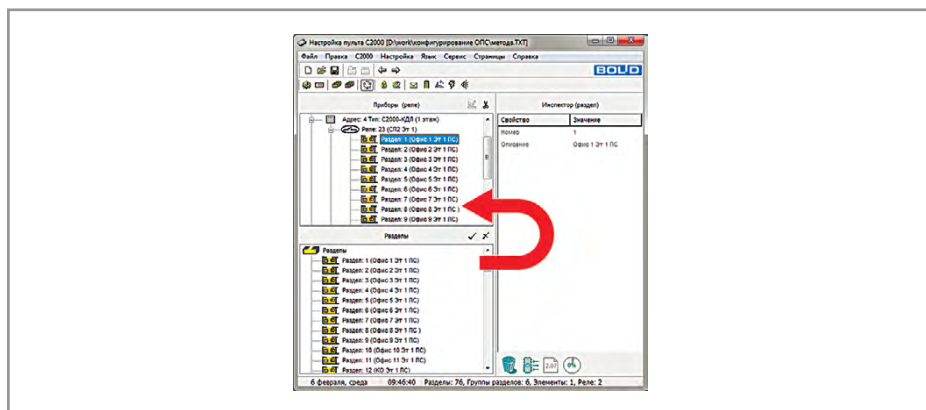 Настройка пульта С2000 [D:\work\конфигурирование ОПС\метода.TXT]
Файл Правка С2000 Настройка Язык Сервис Страницы Справка
BOLID
Приборы (реле)
Инспектор (раздел)
Адрес: 4 Тип: С2000-КДЛ (1 этаж)
Реле: 23 (СП2 Эт 1)
Раздел: 1 (Офис 1 Эт 1 ПС)
Раздел: 2 (Офис 2 Эт 1 ПС)
Раздел: 3 (Офис 3 Эт 1 ПС)
Раздел: 4 (Офис 4 Эт 1 ПС)
Раздел: 5 (Офис 5 Эт 1 ПС)
Раздел: 6 (Офис 6 Эт 1 ПС)
Раздел: 7 (Офис 7 Эт 1 ПС)
Раздел: 8 (Офис 8 Эт 1 ПС )
Раздел: 9 (Офис 9 Эт 1 ПС)
Свойство Значение
Номер 1
Описание Офис 1 Эт 1 ПС
Разделы
Разделы
Раздел: 1 (Офис 1 Эт 1 ПС)
Раздел: 2 (Офис 2 Эт 1 ПС)
Раздел: 3 (Офис 3 Эт 1 ПС)
Раздел: 4 (Офис 4 Эт 1 ПС)
Раздел: 5 (Офис 5 Эт 1 ПС)
Раздел: 6 (Офис 6 Эт 1 ПС)
Раздел: 7 (Офис 7 Эт 1 ПС)
Раздел: 8 (Офис 8 Эт 1 ПС )
Раздел: 9 (Офис 9 Эт 1 ПС)
Раздел: 10 (Офис 10 Эт 1 ПС)
Раздел: 11 (Офис 11 Эт 1 ПС)
Раздел: 12 (КО Эт 1 ПС)
2.07
6 февраля, среда 09:46:40 Разделы: 76, Группы разделов: 6, Элементы: 1, Реле: 2